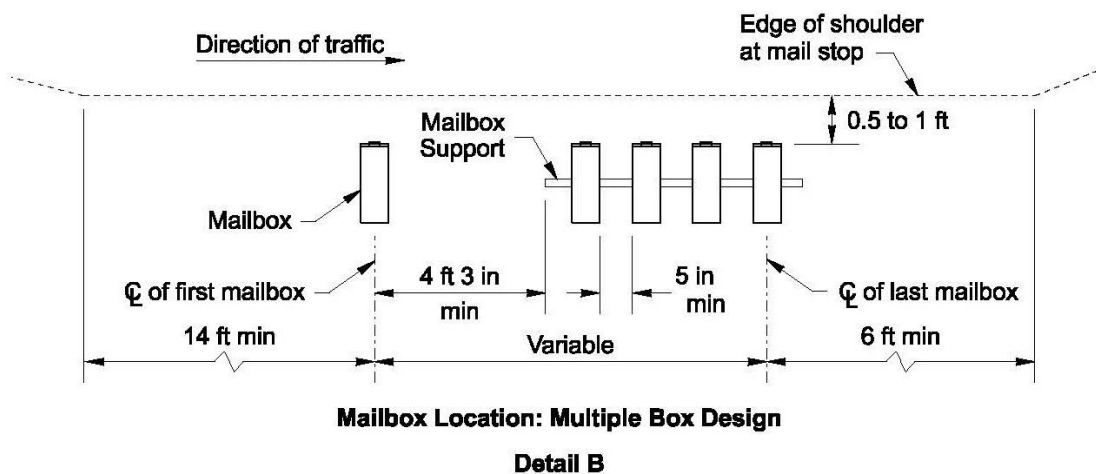 Direction of traffic
Edge of shoulder
at mail stop
0.5 to 1 ft
Mailbox
Support
Mailbox
℄ of first mailbox
4 ft 3 in
min
5 in
min
℄ of last mailbox
14 ft min
Variable
6 ft min
Mailbox Location: Multiple Box Design
Detail B